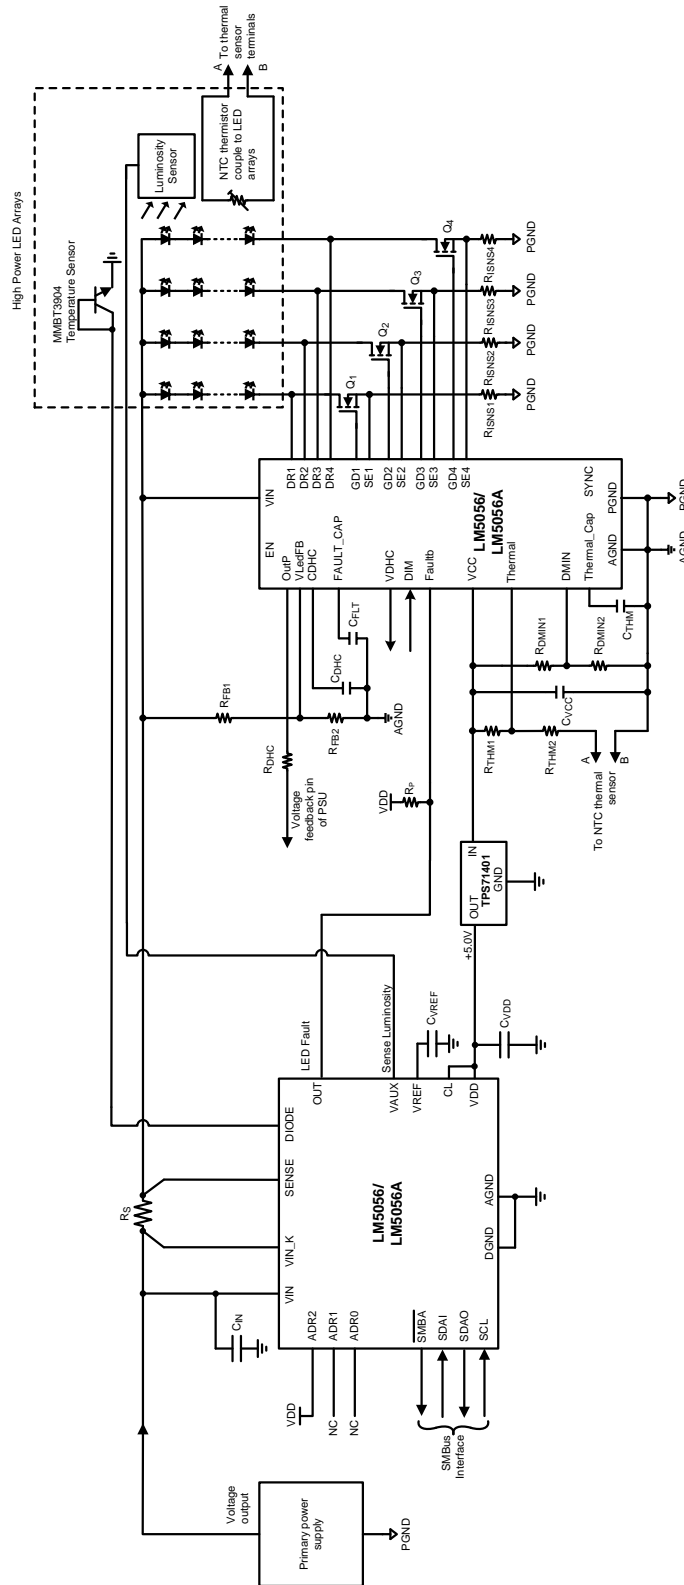 High Power LED Arrays
MMBT3904
Temperature Sensor
Luminosity
Sensor
NTC thermistor
couple to LED
arrays
A
To thermal
sensor
terminals
B
Voltage
output
Primary power
supply
PGND
CIN
RS
VIN
VIN_K
SENSE
DIODE
VDD
NC
NC
ADR2
ADR1
ADR0
SMBA
SDAI
SDAO
SCL
SMBus
Interface
LM5056/
LM5056A
DGND
AGND
OUT
VAUX
VREF
CL
VDD
LED Fault
Sense Luminosity
CVREF
CVDD
+5.0V
OUT
IN
TPS71401
GND
Voltage
feedback pin
of PSU
RDHC
RFB1
RFB2
CDHC
CFLT
AGND
VDD
RP
RTHM1
RTHM2
CVCC
RDMIN1
RDMIN2
CTHM
A
B
To NTC thermal
sensor
VIN
EN
OutP
VLedFB
CDHC
FAULT_CAP
VDHC
DIM
Faultb
VCC
Thermal
DMIN
Thermal_Cap
LM5056/
LM5056A
AGND
PGND
SYNC
DR1
DR2
DR3
DR4
GD1
SE1
GD2
SE2
GD3
SE3
GD4
SE4
AGND
PGND
Q1
Q2
Q3
Q4
RISNS1
RISNS2
RISNS3
RISNS4
PGND
PGND
PGND
PGND